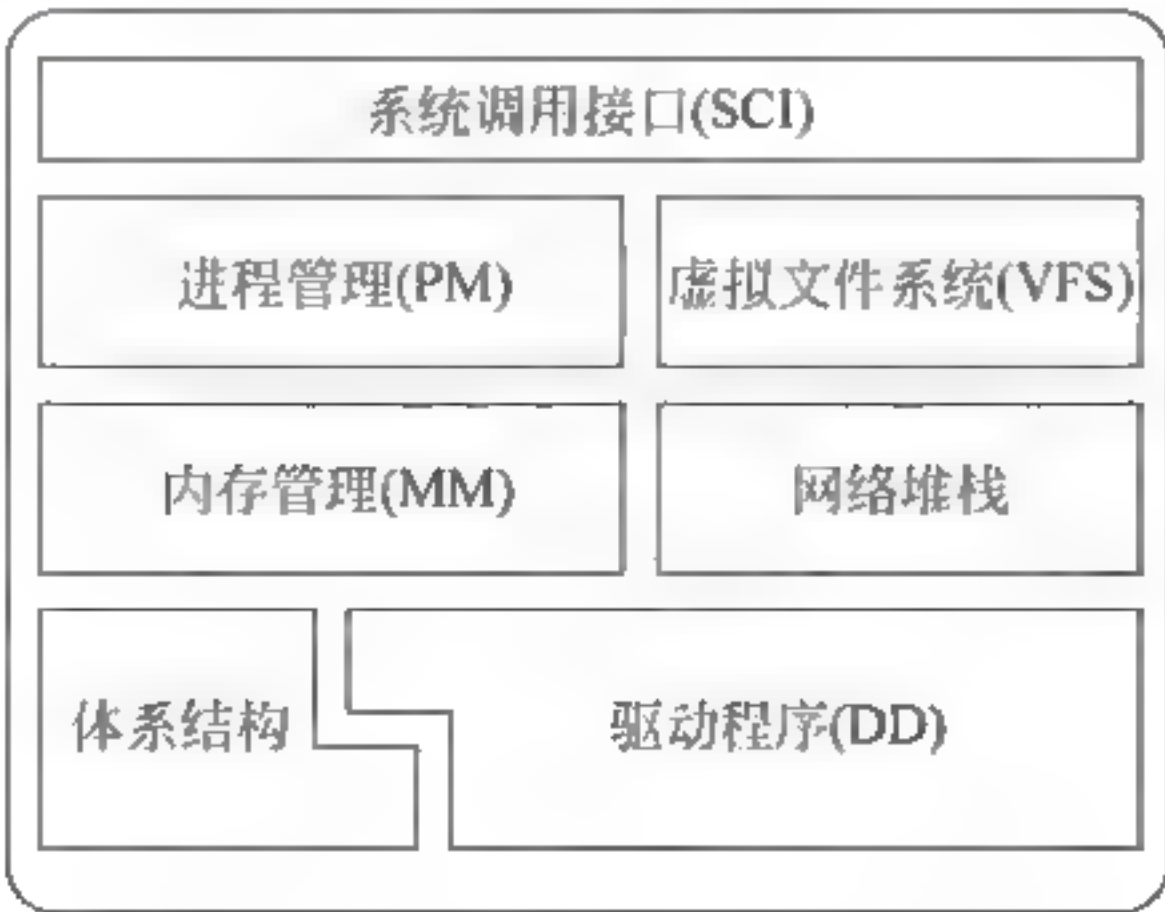 系统调用接口(SCI)
进程管理(PM)
虚拟文件系统(VFS)
内存管理(MM)
网络堆栈
体系结构
驱动程序(DD)